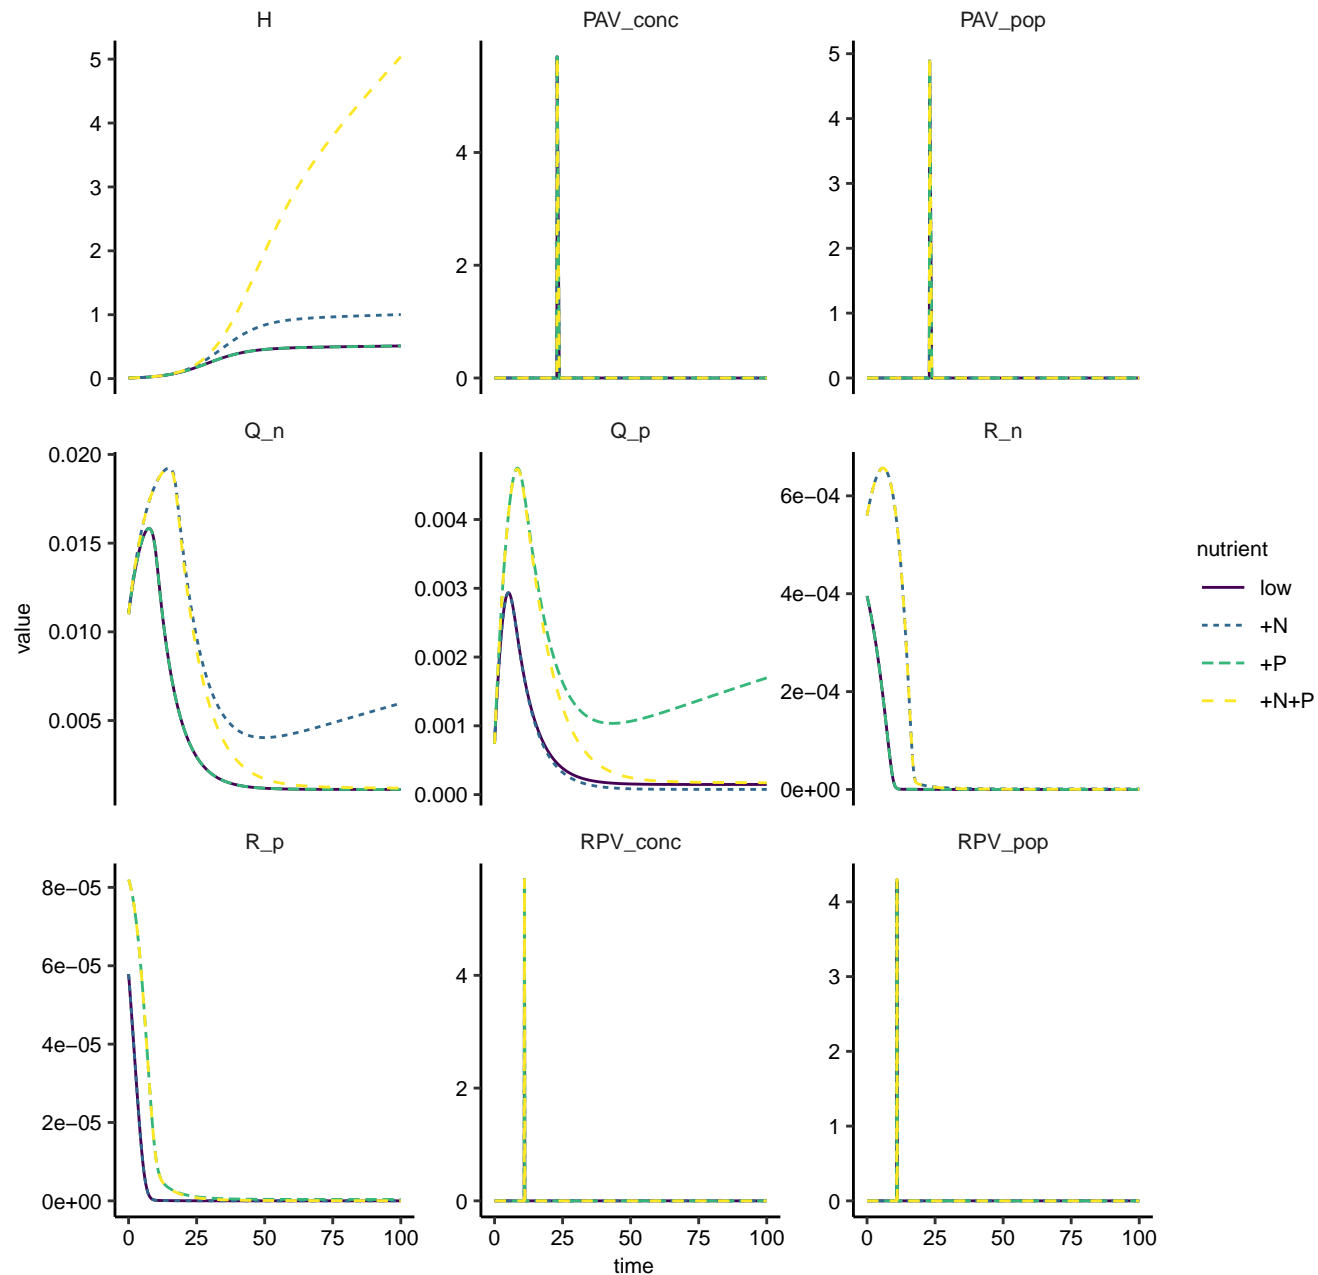 H
PAV_conc
PAV_pop
5
4
3
2
1
0
4
2
0
5
4
3
2
1
0
Q_n
Q_p
R_n
0.020
0.015
0.010
0.005
0.004
0.003
0.002
0.001
0.000
6e−04
4e−04
2e−04
0e+00
value
nutrient
low
+N
+P
+N+P
R_p
RPV_conc
RPV_pop
8e−05
6e−05
4e−05
2e−05
0e+00
4
2
0
4
3
2
1
0
0 25 50 75 100
0 25 50 75 100
0 25 50 75 100
time